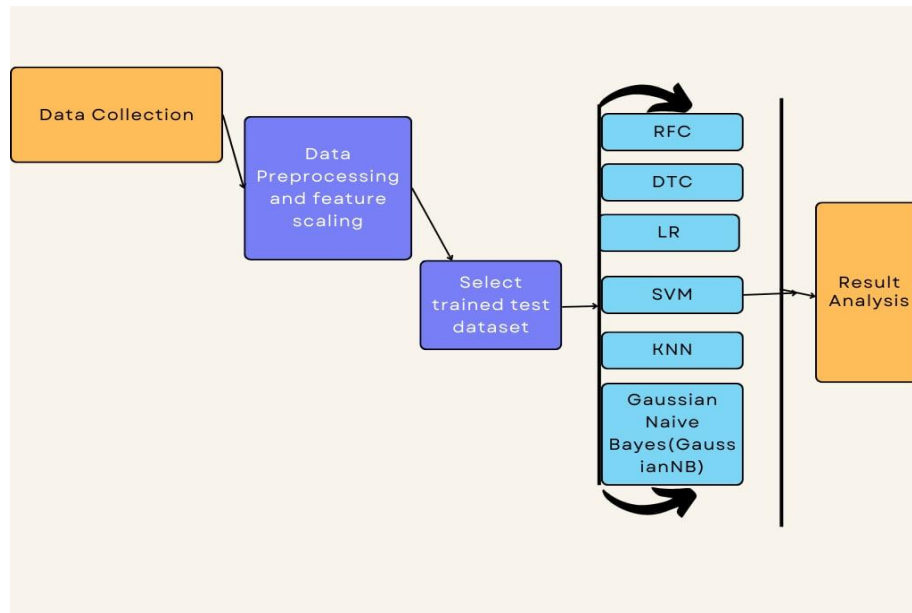 Data Collection
Data
Preprocessing
and feature
scaling
Select
trained test
dataset
RFC
DTC
LR
SVM
KNN
Gaussian
Naive
Bayes(Gauss
ianNB)
Result
Analysis